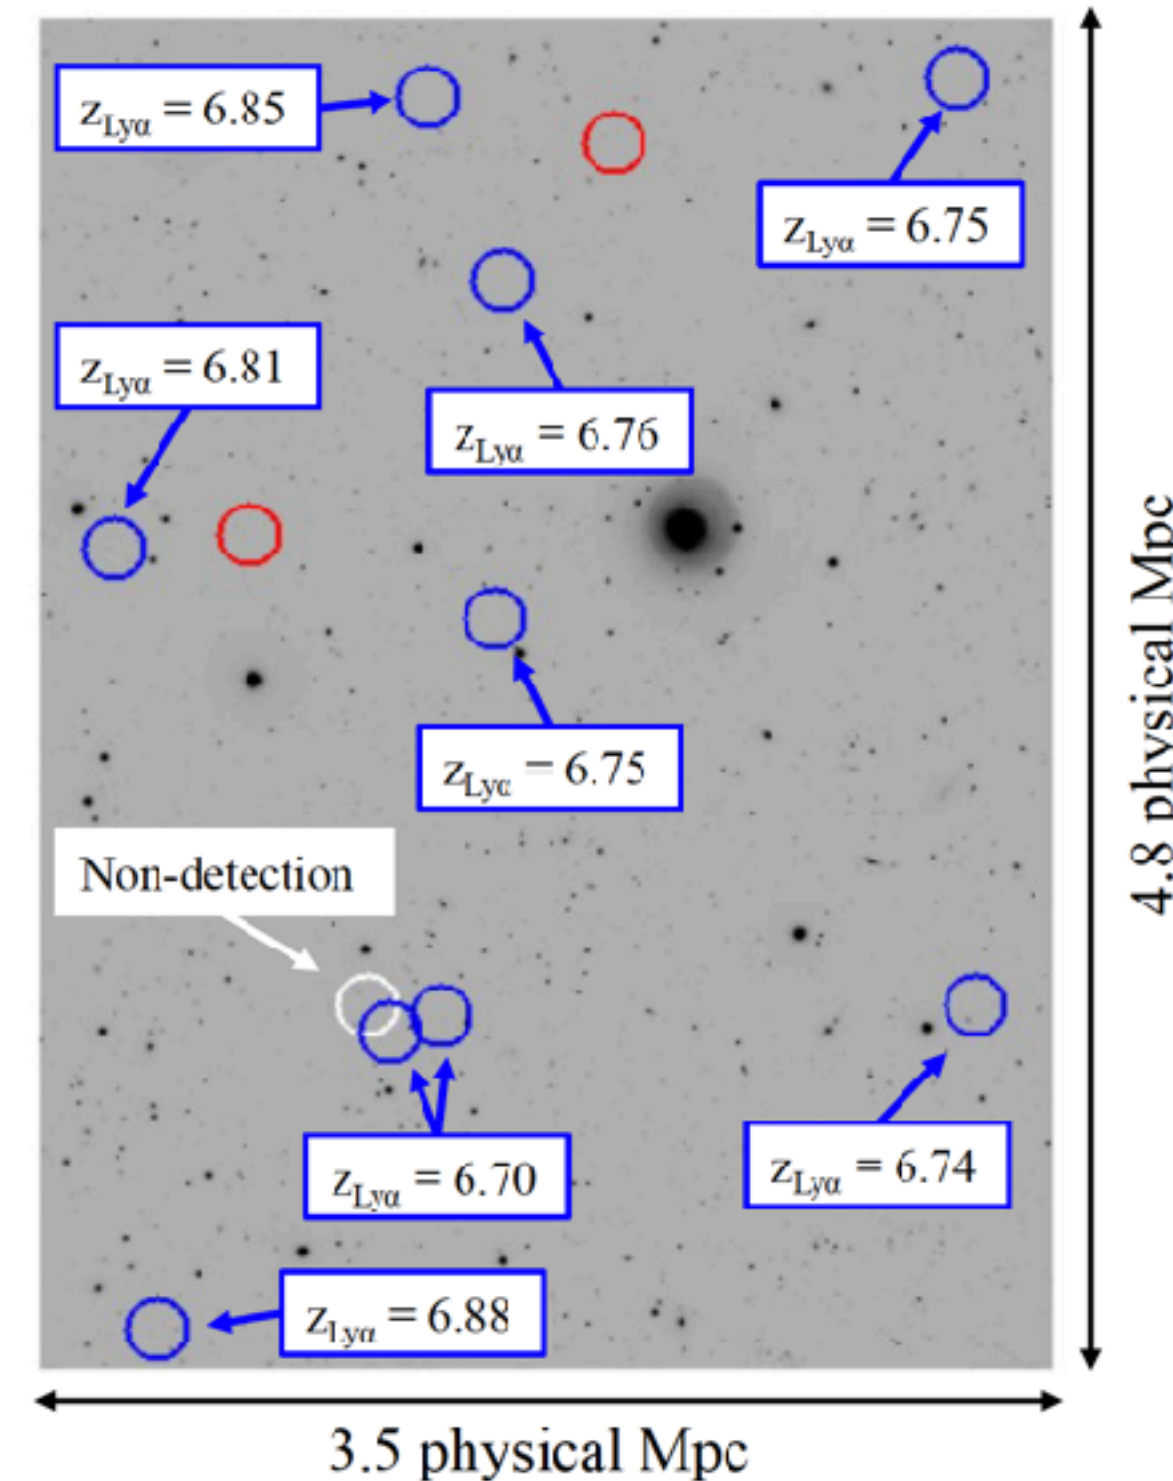 z_Lyα = 6.85
z_Lyα = 6.75
z_Lyα = 6.81
z_Lyα = 6.76
z_Lyα = 6.75
Non-detection
z_Lyα = 6.70
z_Lyα = 6.74
z_Lyα = 6.88
4.8 physical Mpc
3.5 physical Mpc